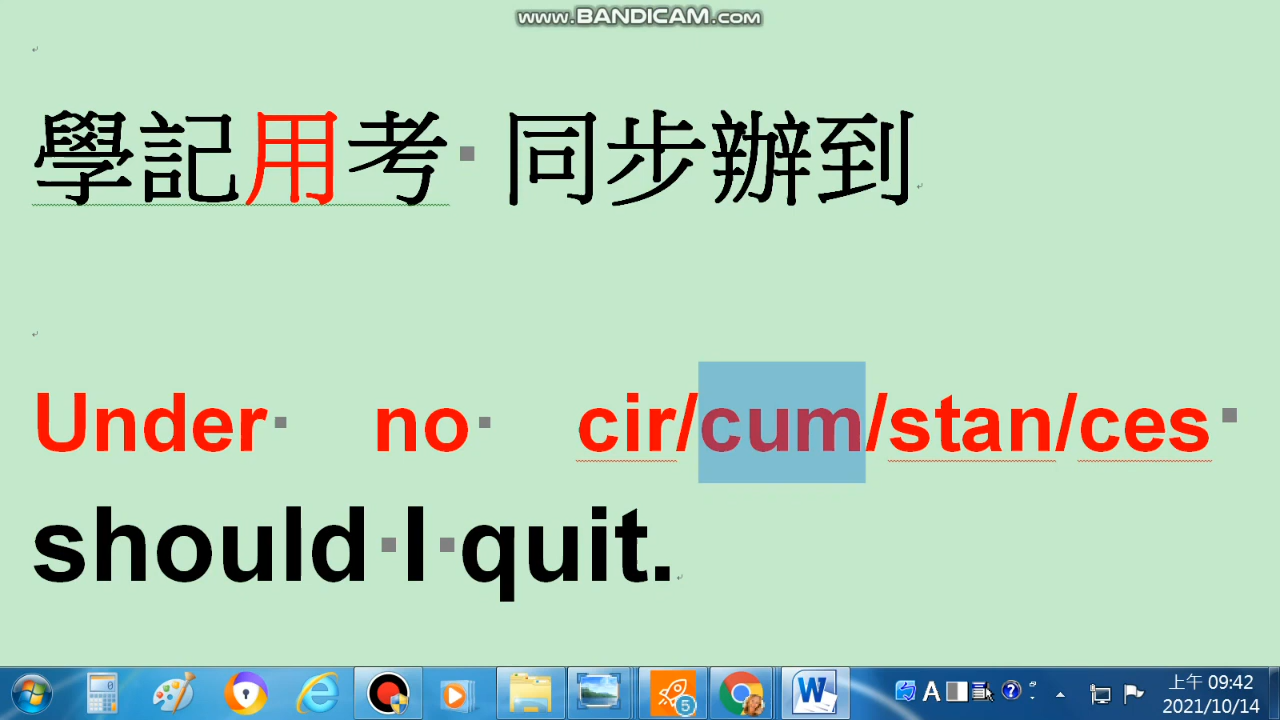 www.BANDICAM.com
學記用考 同步辦到
Under no cir/cum/stan/ces
should I quit.
5
上午 09:42
2021/10/14